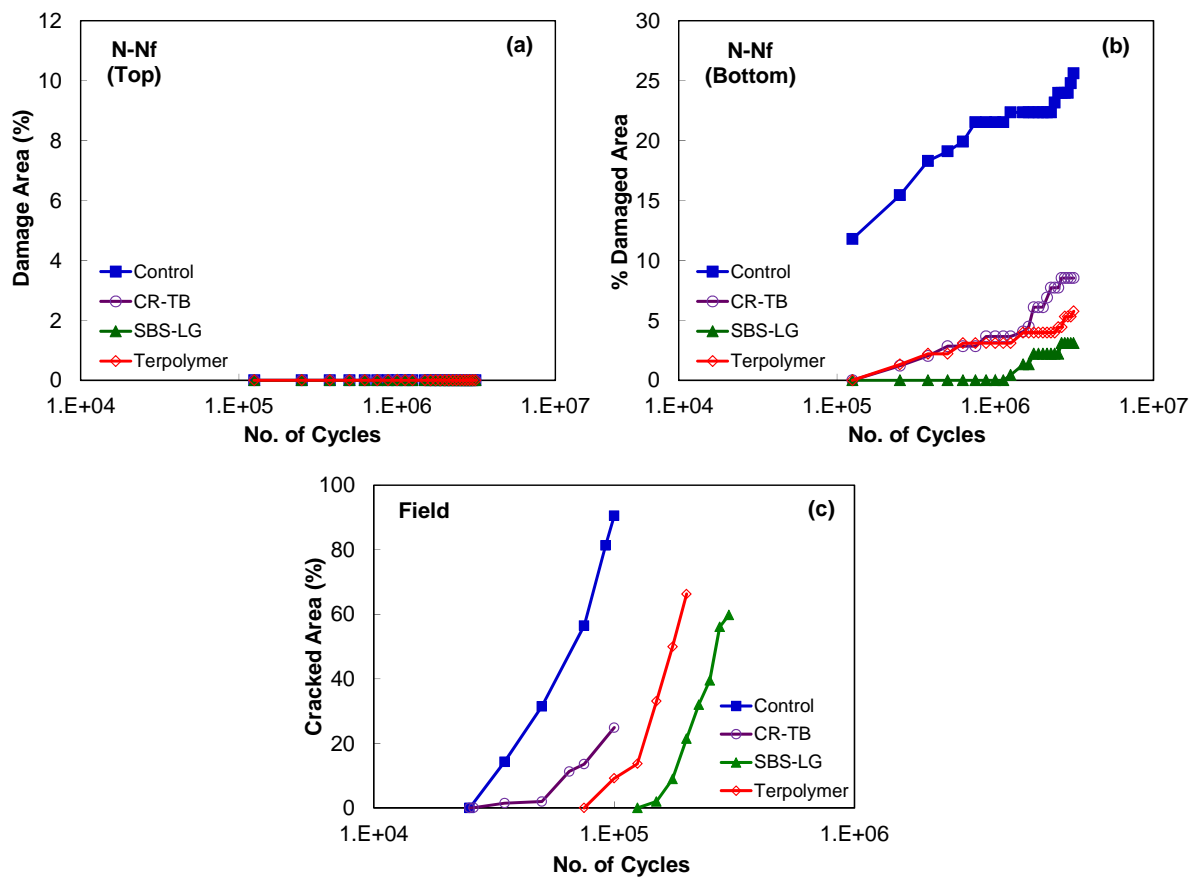 N-Nf
(Top)
(a)
Damage Area (%)
12
10
8
6
4
2
0
Control
CR-TB
SBS-LG
Terpolymer
1.E+04
1.E+05
1.E+06
1.E+07
No. of Cycles
N-Nf
(Bottom)
(b)
% Damaged Area
30
25
20
15
10
5
0
Control
CR-TB
SBS-LG
Terpolymer
1.E+04
1.E+05
1.E+06
1.E+07
No. of Cycles
Field
(c)
Cracked Area (%)
100
80
60
40
20
0
Control
CR-TB
SBS-LG
Terpolymer
1.E+04
1.E+05
1.E+06
No. of Cycles